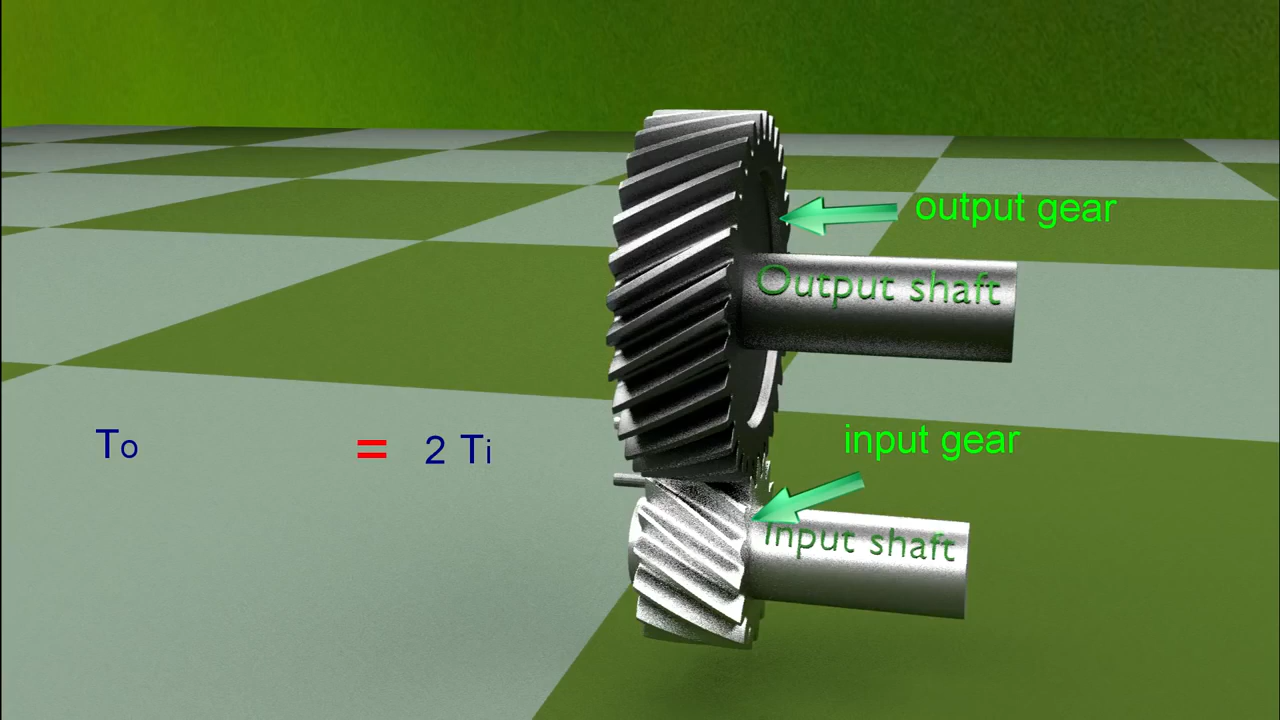 output gear
Output shaft
input gear
To = 2 Ti
Input shaft